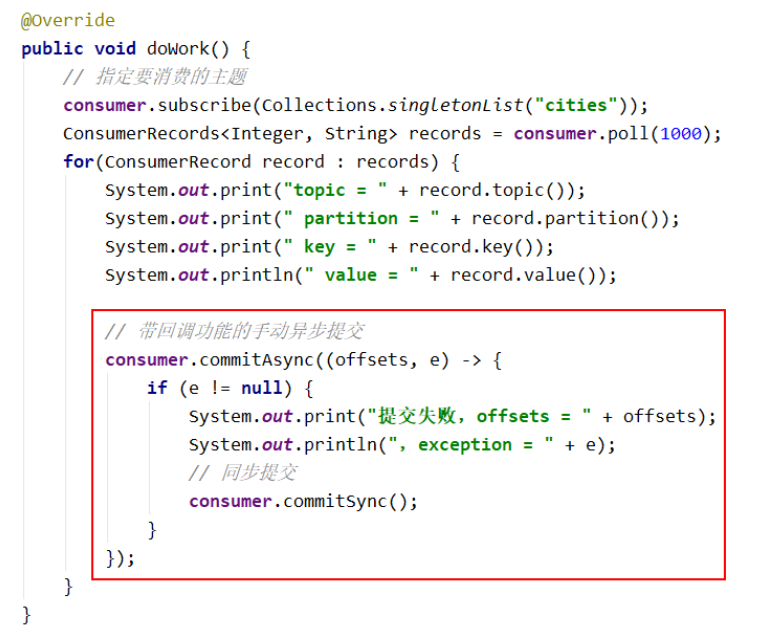 @Override
public void doWork() {
// 指定要消费的主题
consumer.subscribe(Collections.singletonList("cities"));
ConsumerRecords<Integer, String> records = consumer.poll(1000);
for(ConsumerRecord record : records) {
System.out.print("topic = " + record.topic());
System.out.print(" partition = " + record.partition());
System.out.print(" key = " + record.key());
System.out.println(" value = " + record.value());
// 带回调功能的手动异步提交
consumer.commitAsync((offsets, e) -> {
if (e != null) {
System.out.print("提交失败, offsets = " + offsets);
System.out.println(", exception = " + e);
// 同步提交
consumer.commitSync();
}
});
}
}